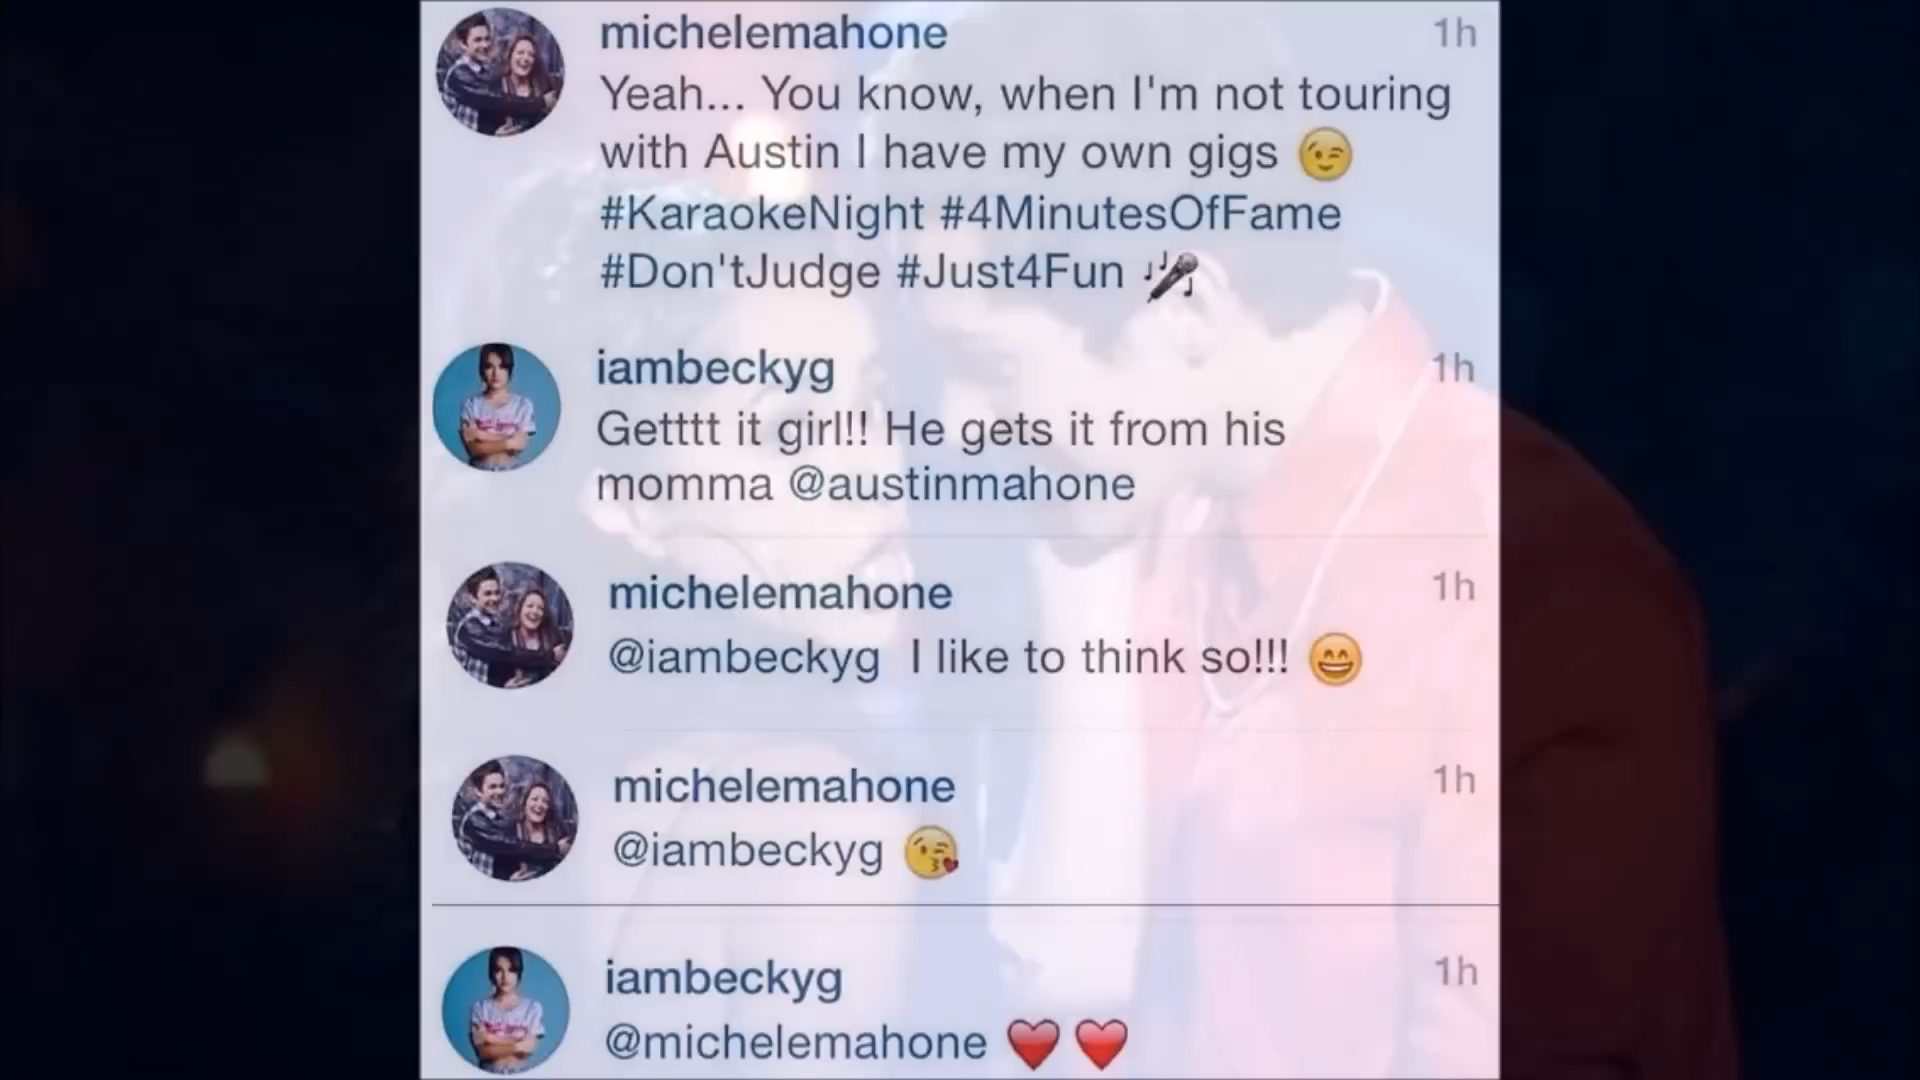 michelemahone 1h
Yeah... You know, when I'm not touring
with Austin I have my own gigs 😉
#KaraokeNight #4MinutesOfFame
#Don'tJudge #Just4Fun 🎤
iambeckyg 1h
Getttt it girl!! He gets it from his
momma @austinmahone
michelemahone 1h
@iambeckyg I like to think so!!! 😄
michelemahone 1h
@iambeckyg 😘
iambeckyg 1h
@michelemahone ❤️ ❤️